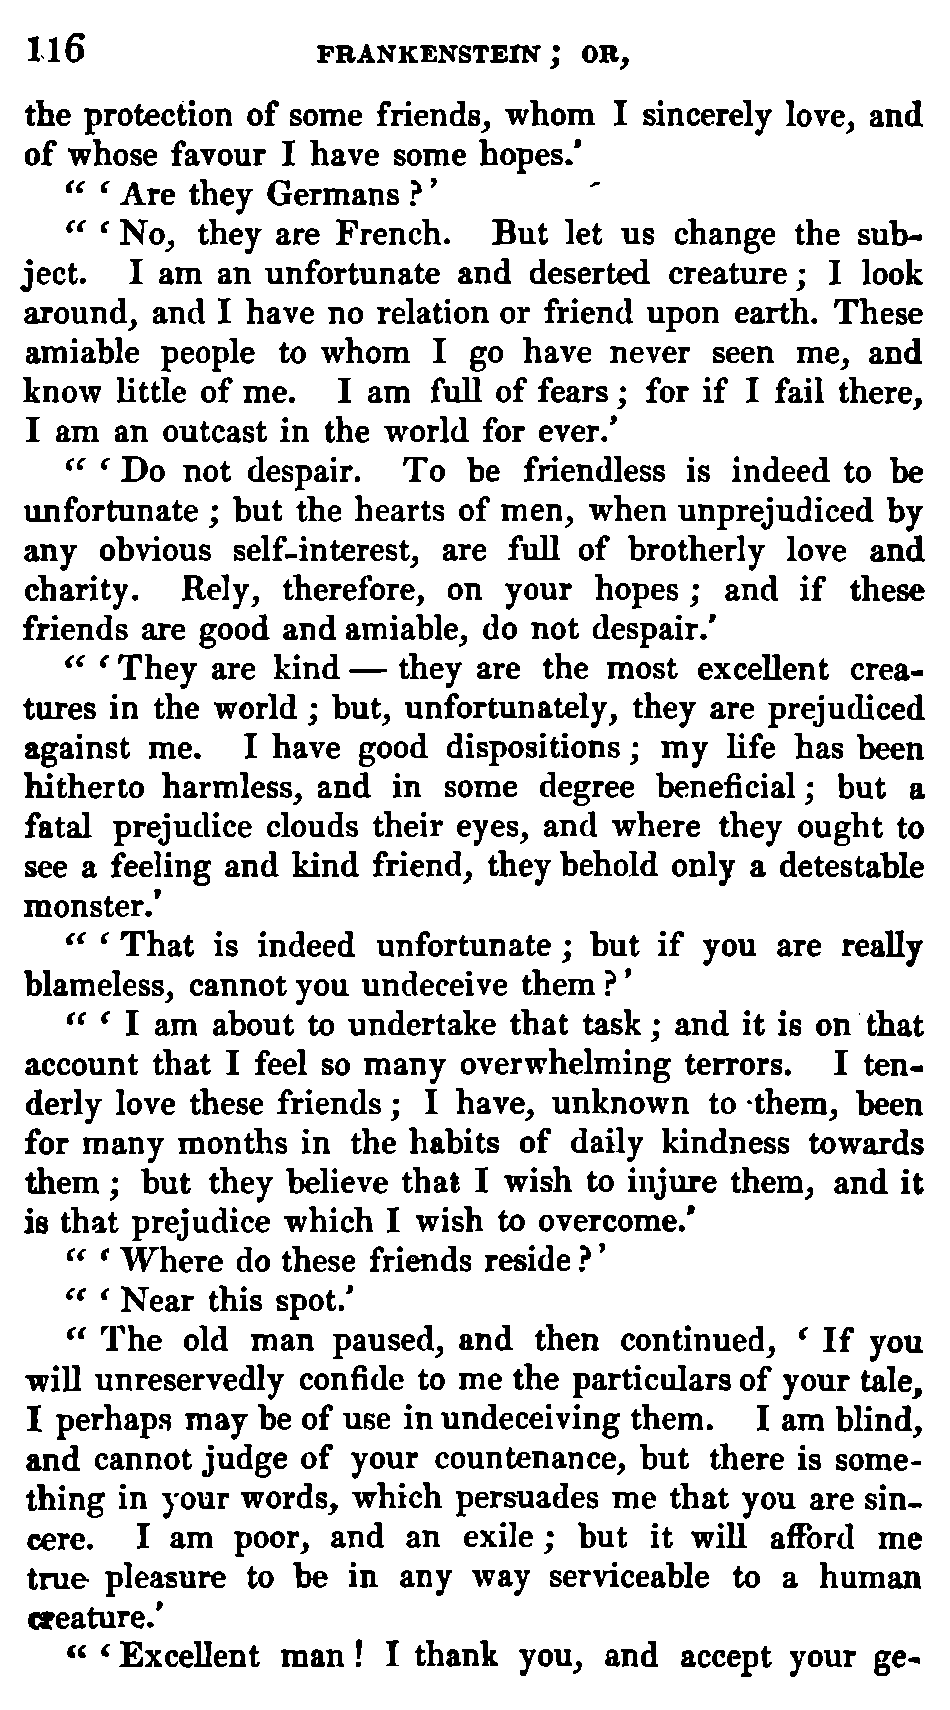 116 FRANKENSTEIN ; OR,
the protection of some friends, whom I sincerely love, and
of whose favour I have some hopes.'
" ' Are they Germans ? '
" ' No, they are French. But let us change the sub-
ject. I am an unfortunate and deserted creature ; I look
around, and I have no relation or friend upon earth. These
amiable people to whom I go have never seen me, and
know little of me. I am full of fears ; for if I fail there,
I am an outcast in the world for ever.'
" ' Do not despair. To be friendless is indeed to be
unfortunate ; but the hearts of men, when unprejudiced by
any obvious self-interest, are full of brotherly love and
charity. Rely, therefore, on your hopes ; and if these
friends are good and amiable, do not despair.'
" ' They are kind — they are the most excellent crea-
tures in the world ; but, unfortunately, they are prejudiced
against me. I have good dispositions ; my life has been
hitherto harmless, and in some degree beneficial ; but a
fatal prejudice clouds their eyes, and where they ought to
see a feeling and kind friend, they behold only a detestable
monster.'
" ' That is indeed unfortunate ; but if you are really
blameless, cannot you undeceive them ? '
" ' I am about to undertake that task ; and it is on that
account that I feel so many overwhelming terrors. I ten-
derly love these friends ; I have, unknown to them, been
for many months in the habits of daily kindness towards
them ; but they believe that I wish to injure them, and it
is that prejudice which I wish to overcome.'
" ' Where do these friends reside ? '
" ' Near this spot.'
" The old man paused, and then continued, ' If you
will unreservedly confide to me the particulars of your tale,
I perhaps may be of use in undeceiving them. I am blind,
and cannot judge of your countenance, but there is some-
thing in your words, which persuades me that you are sin-
cere. I am poor, and an exile ; but it will afford me
true pleasure to be in any way serviceable to a human
creature.'
" ' Excellent man ! I thank you, and accept your ge-